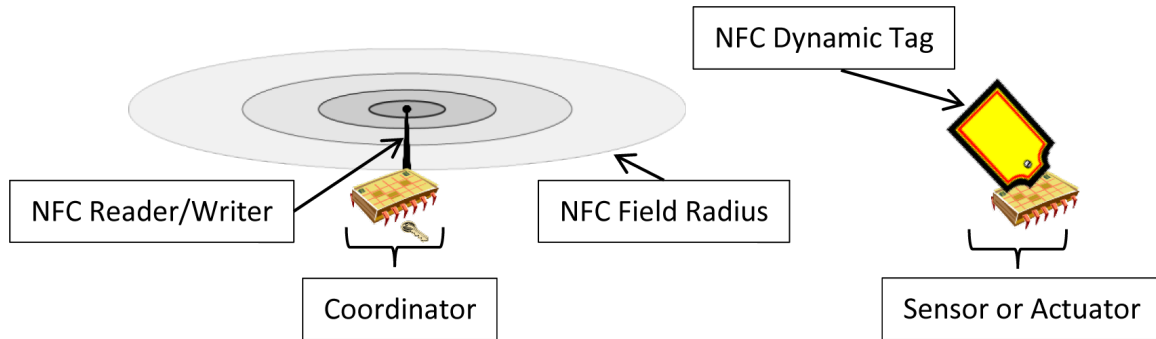 NFC Dynamic Tag
NFC Reader/Writer
NFC Field Radius
Coordinator
Sensor or Actuator